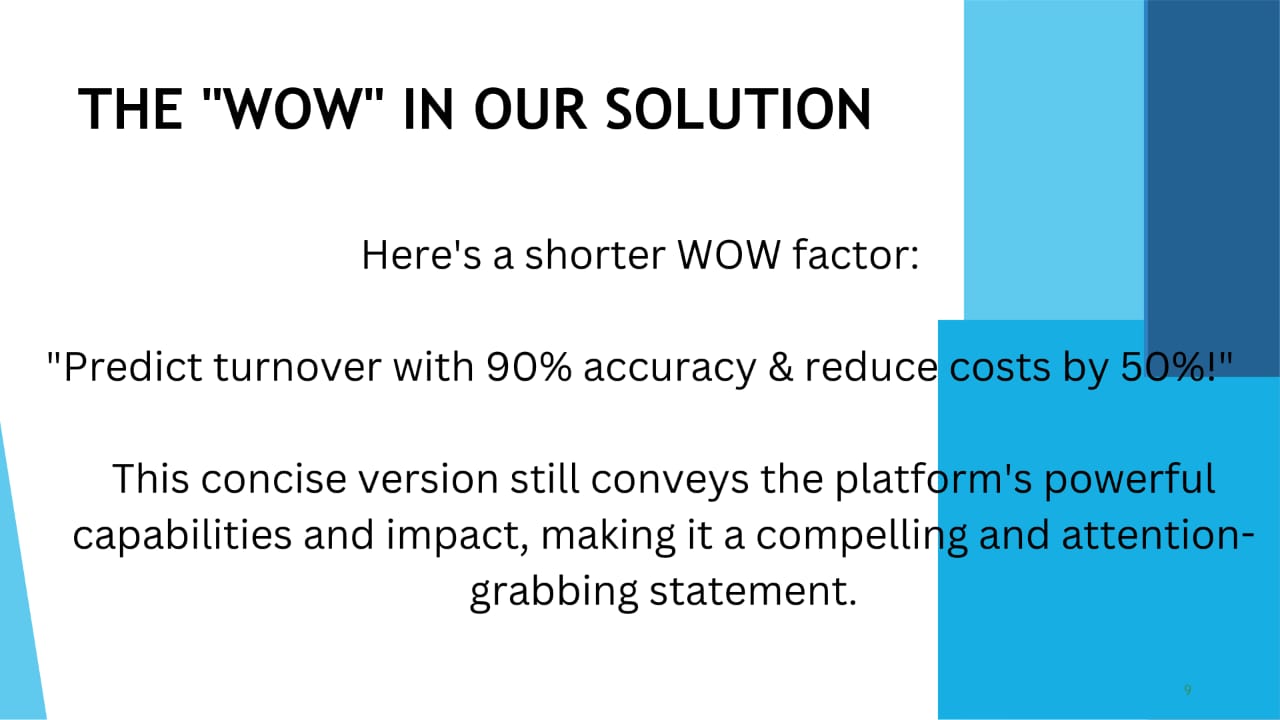 THE "WOW" IN OUR SOLUTION
Here's a shorter WOW factor:
"Predict turnover with 90% accuracy & reduce costs by 50%!"
This concise version still conveys the platform's powerful
capabilities and impact, making it a compelling and attention-
grabbing statement.
9